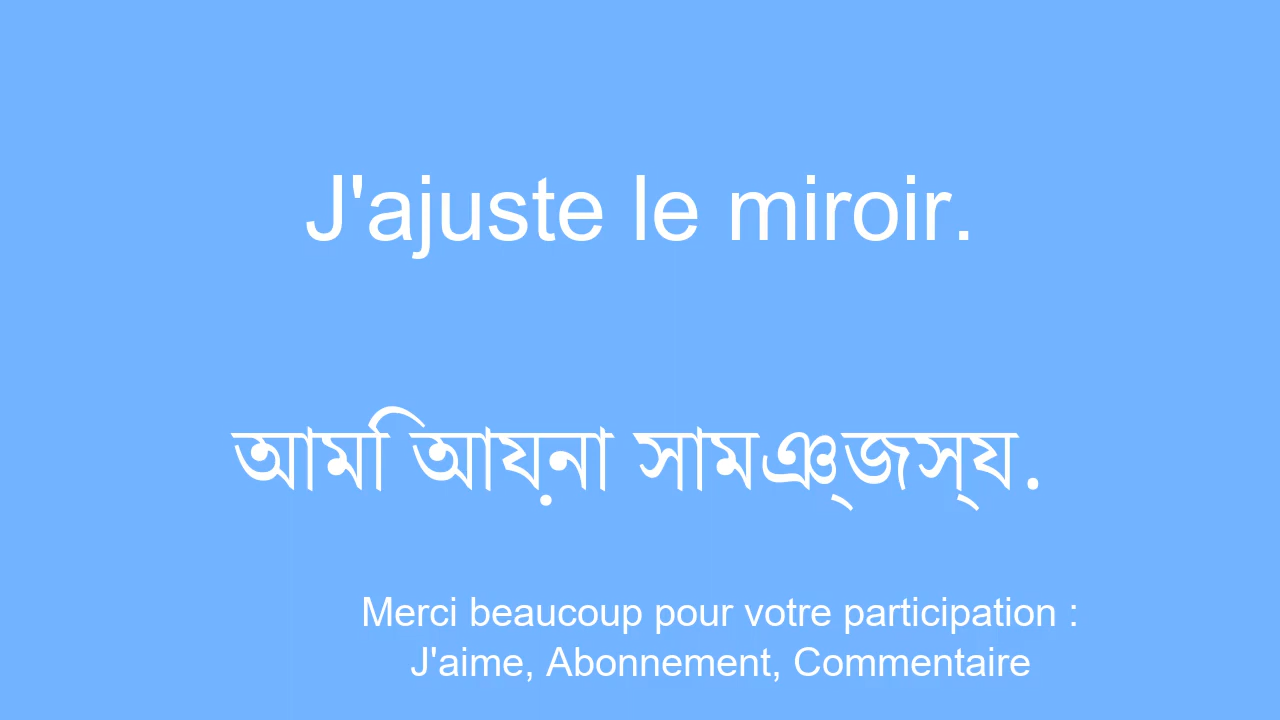 J'ajuste le miroir.
আমি আয়না সামঞ্জস্য.
Merci beaucoup pour votre participation :
J'aime, Abonnement, Commentaire